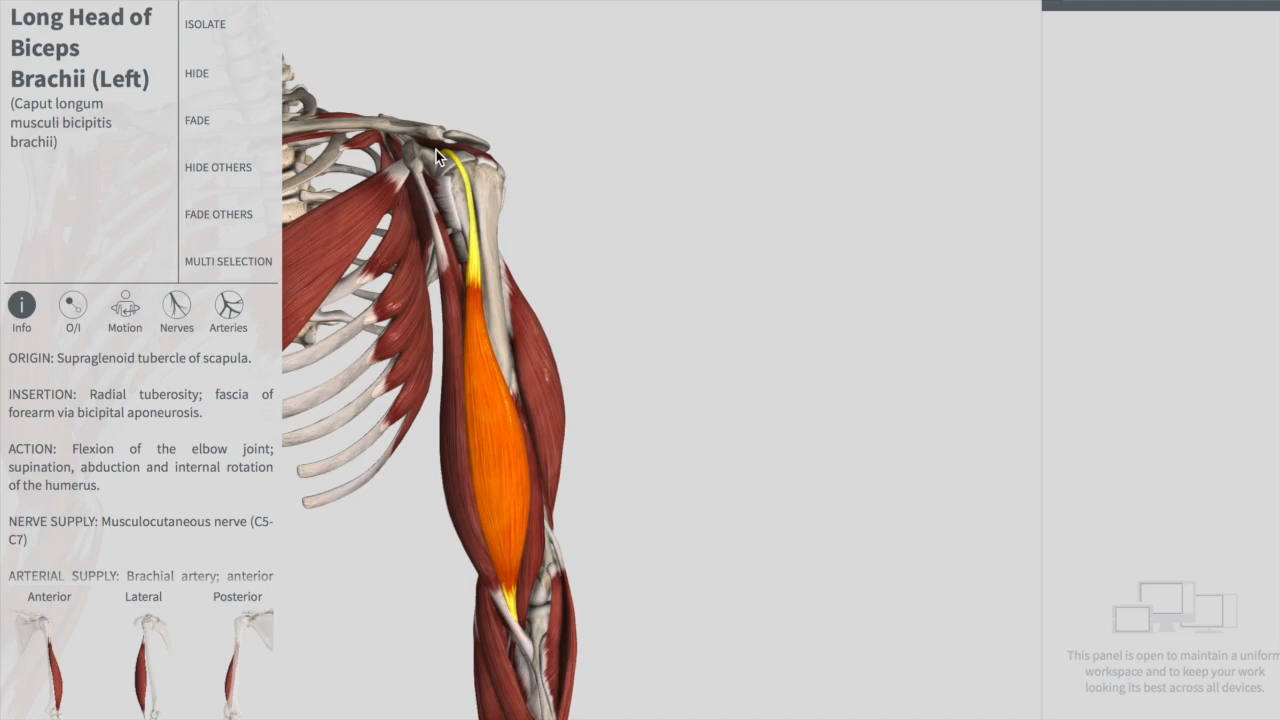 Long Head of
Biceps
Brachii (Left)
(Caput longum
musculi bicipitis
brachii)
ISOLATE
HIDE
FADE
HIDE OTHERS
FADE OTHERS
MULTI SELECTION
Info
O/I
Motion
Nerves
Arteries
ORIGIN: Supraglenoid tubercle of scapula.
INSERTION: Radial tuberosity; fascia of
forearm via bicipital aponeurosis.
ACTION: Flexion of the elbow joint;
supination, abduction and internal rotation
of the humerus.
NERVE SUPPLY: Musculocutaneous nerve (C5-
C7)
ARTERIAL SUPPLY: Brachial artery; anterior
Anterior
Lateral
Posterior
This panel is open to maintain a uniform
workspace and to keep your work
looking its best across all devices.